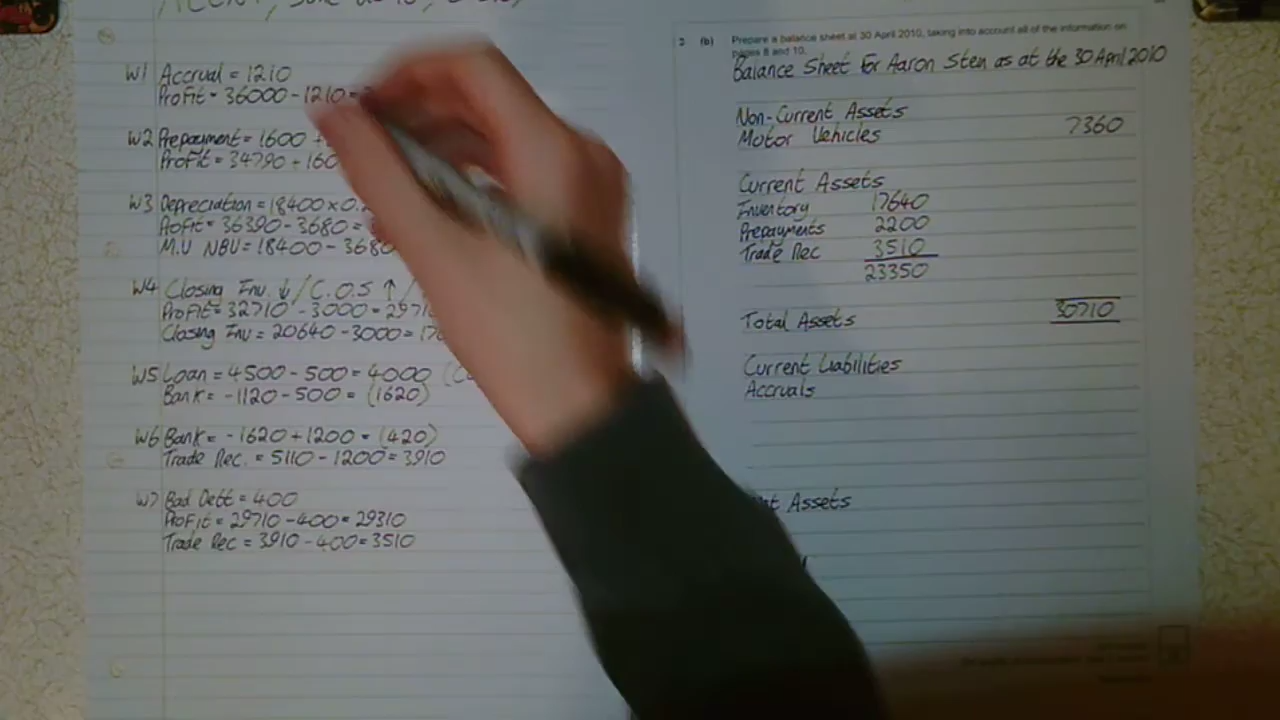 W1 Accrual = 1210
Profit = 36000 - 1210 =
W2 Prepayment = 1600
Profit = 34790 + 160
W3 Depreciation = 18400 x 0.
Profit = 36390 - 3680 =
M.V NBV = 18400 - 3680
W4 Closing Inv. ↓ / C.O.S ↑ /
Profit = 32710 - 3000 = 2971
Closing Inv = 20640 - 3000 = 17
W5 Loan = 4500 - 500 = 4000
Bank = -1120 - 500 = (1620)
W6 Bank = -1620 + 1200 = (420)
Trade Rec. = 5110 - 1200 = 3910
W7 Bad Debt = 400
Profit = 29710 - 400 = 29310
Trade Rec = 3910 - 400 = 3510
3 (b) Prepare a balance sheet at 30 April 2010, taking into account all of the information on
pages 8 and 10.
Balance Sheet for Aaron Sten as at the 30 April 2010
Non-Current Assets
Motor Vehicles 7360
Current Assets
Inventory 17640
Prepayments 2200
Trade Rec 3510
23350
Total Assets 30710
Current Liabilities
Accruals
Assets